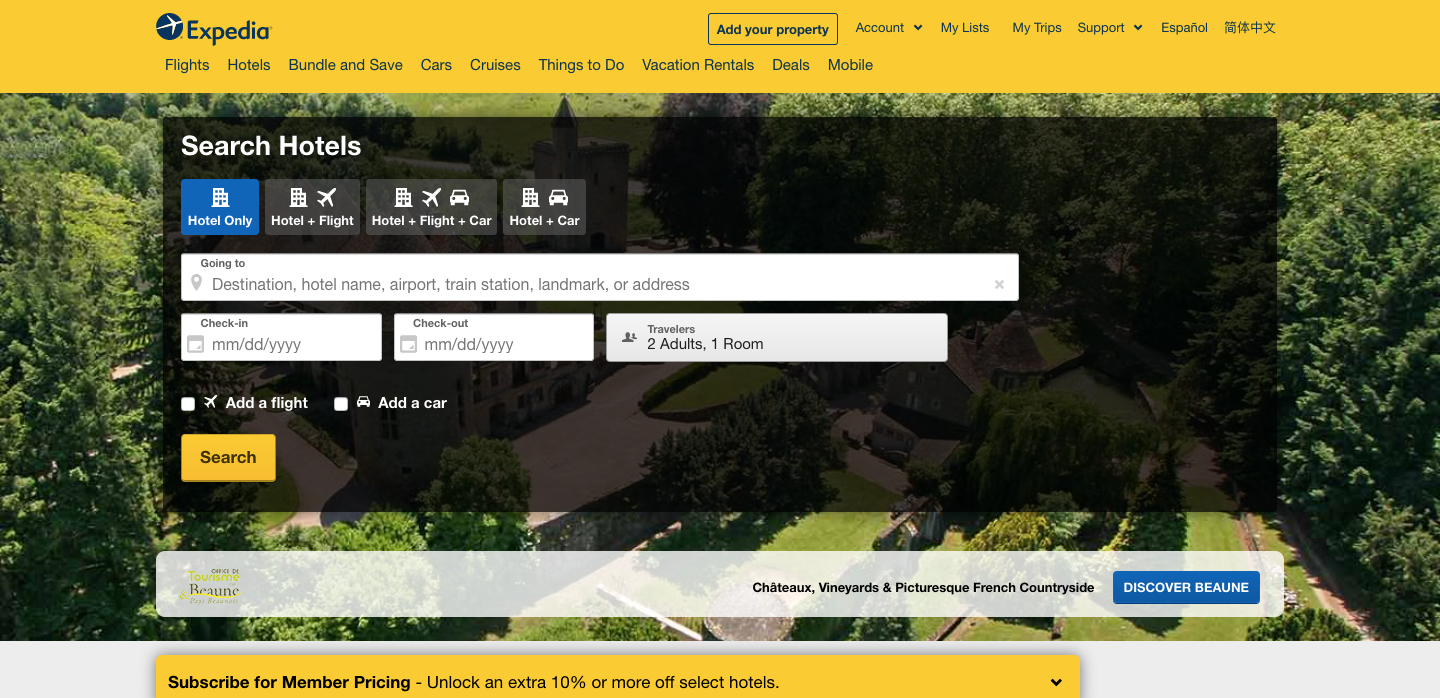 Expedia
Add your property
Account
My Lists
My Trips
Support
Español
简体中文
Flights
Hotels
Bundle and Save
Cars
Cruises
Things to Do
Vacation Rentals
Deals
Mobile
Search Hotels
Hotel Only
Hotel + Flight
Hotel + Flight + Car
Hotel + Car
Going to
Destination, hotel name, airport, train station, landmark, or address
Check-in
mm/dd/yyyy
Check-out
mm/dd/yyyy
Travelers
2 Adults, 1 Room
Add a flight
Add a car
Search
OFFICE DE
Tourisme
Beaune
Pays Beaunois
Châteaux, Vineyards & Picturesque French Countryside
DISCOVER BEAUNE
Subscribe for Member Pricing - Unlock an extra 10% or more off select hotels.